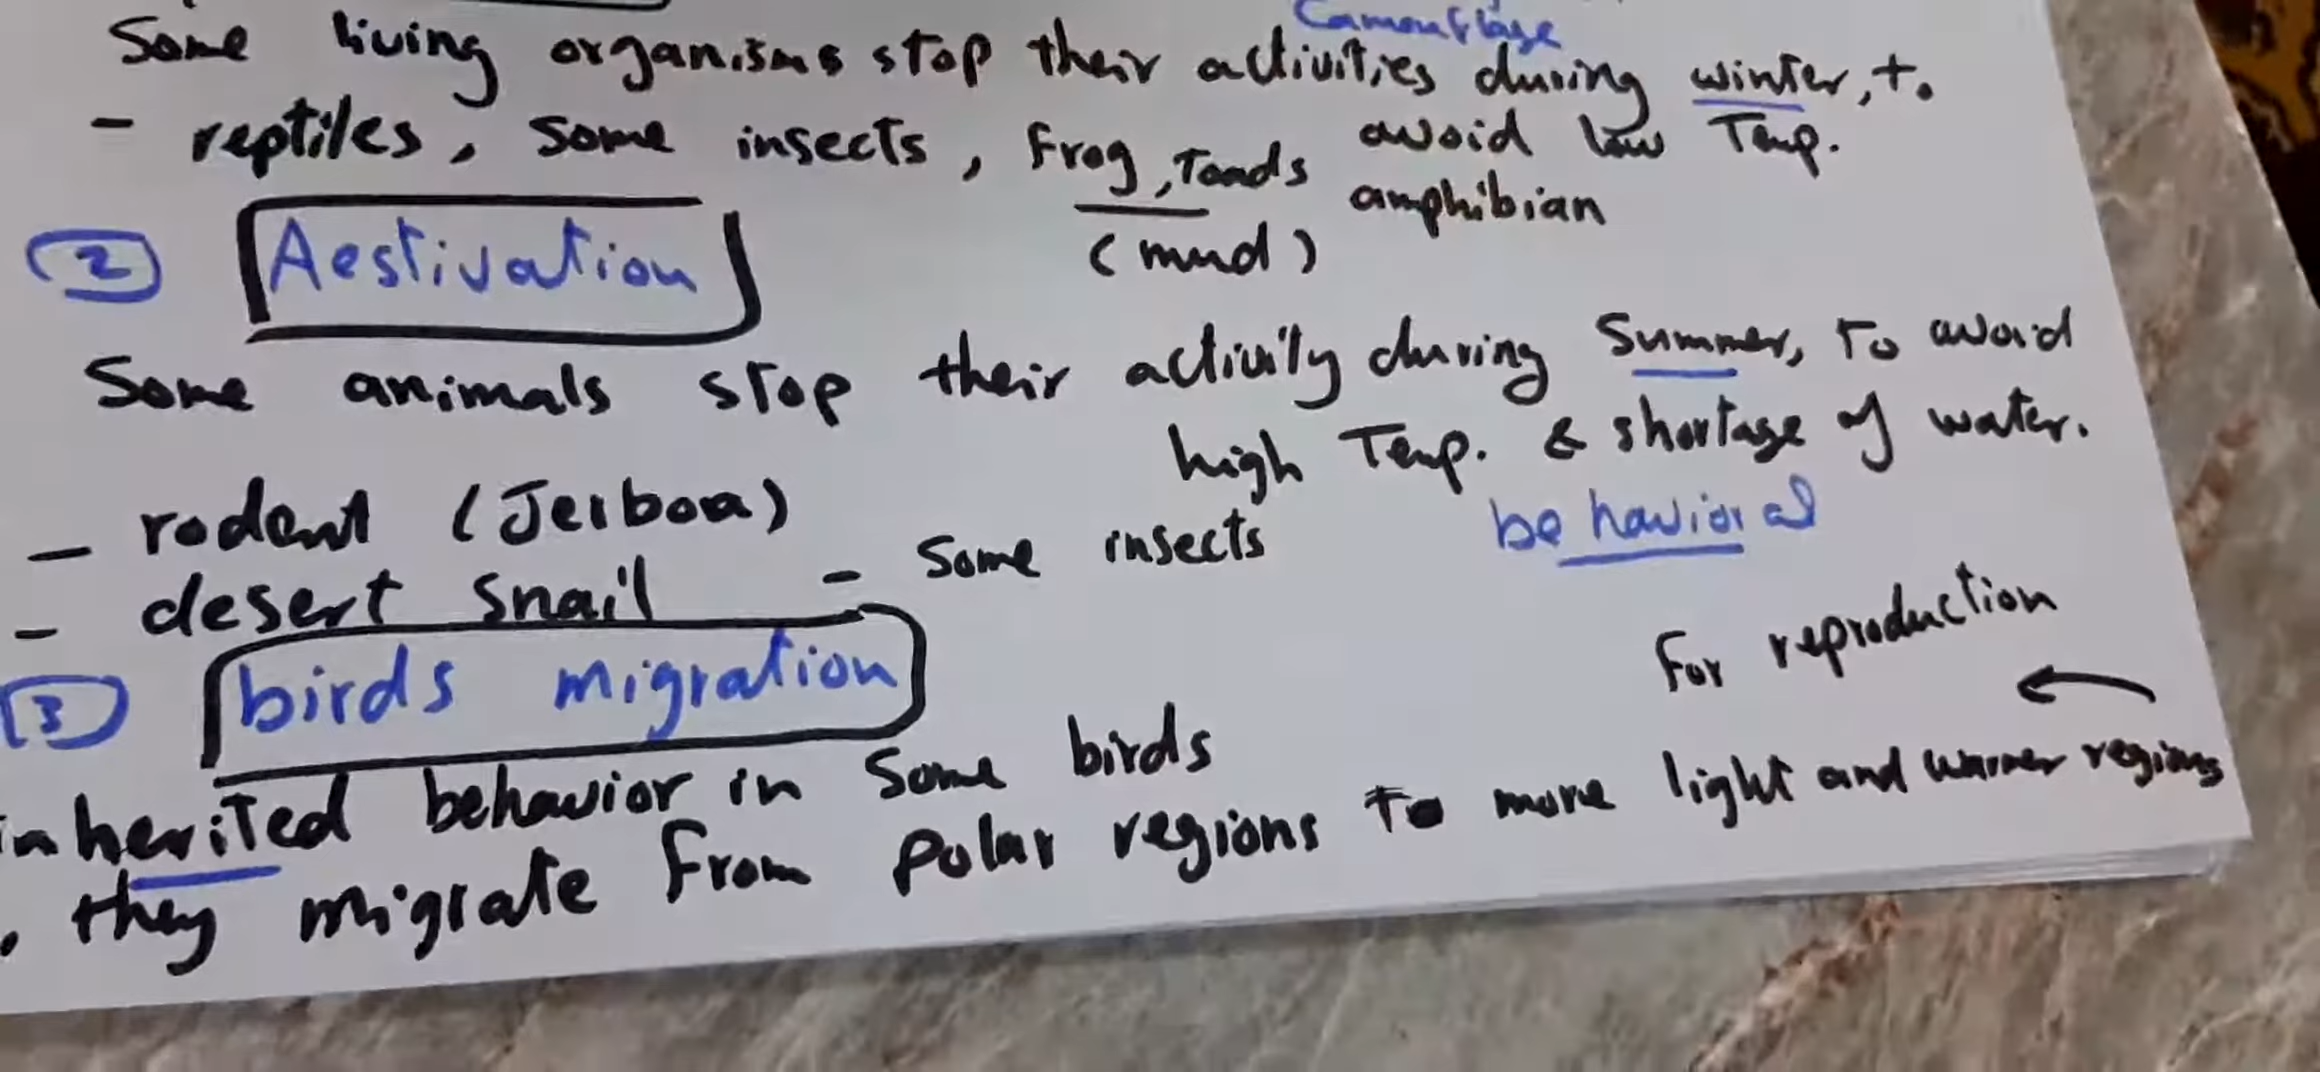 Camouflage
Some living organisms stop their activities during winter, to
avoid low Temp.
- reptiles, Some insects, Frog, Toads amphibian
(mud)
2 Aestivation
Some animals stop their activity during Summer, To avoid
high Temp. & shortage of water.
- rodent (Jerboa)
behavioral
- desert snail - Some insects
3 birds migration
For reproduction
inherited behavior in Some birds
, they migrate From polar regions To more light and warmer regions